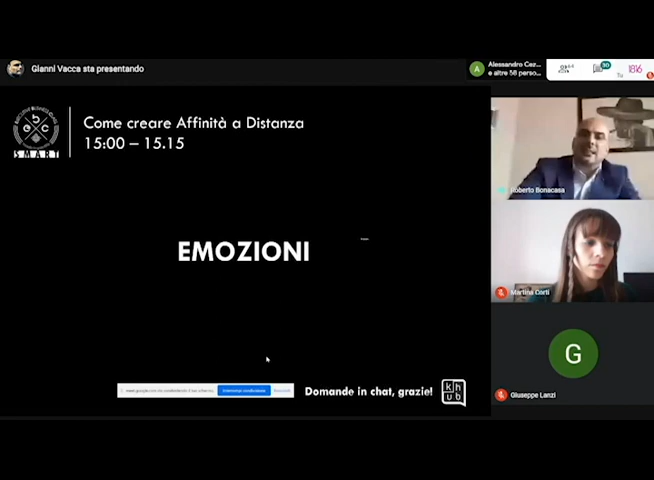 Gianni Vacca sta presentando
A
Alessandro Cez...
e altre 58 perso...
Tu
Come creare Affinità a Distanza
15:00 – 15.15
e
b
c
SMART
EMOZIONI
Roberto Bonacasa
Martina Corti
G
Giuseppe Lanzi
Domande in chat, grazie!
k h
u b